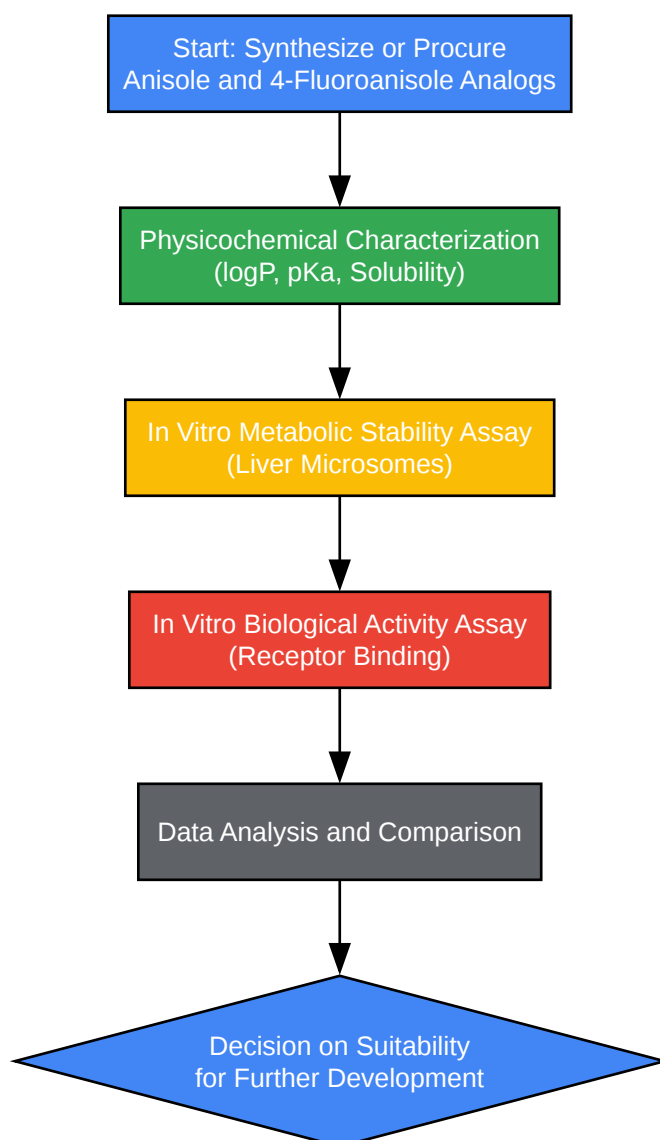 Start: Synthesize or Procure
Anisole and 4-Fluoroanisole Analogs
Physicochemical Characterization
(logP, pKa, Solubility)
In Vitro Metabolic Stability Assay
(Liver Microsomes)
In Vitro Biological Activity Assay
(Receptor Binding)
Data Analysis and Comparison
Decision on Suitability
for Further Development